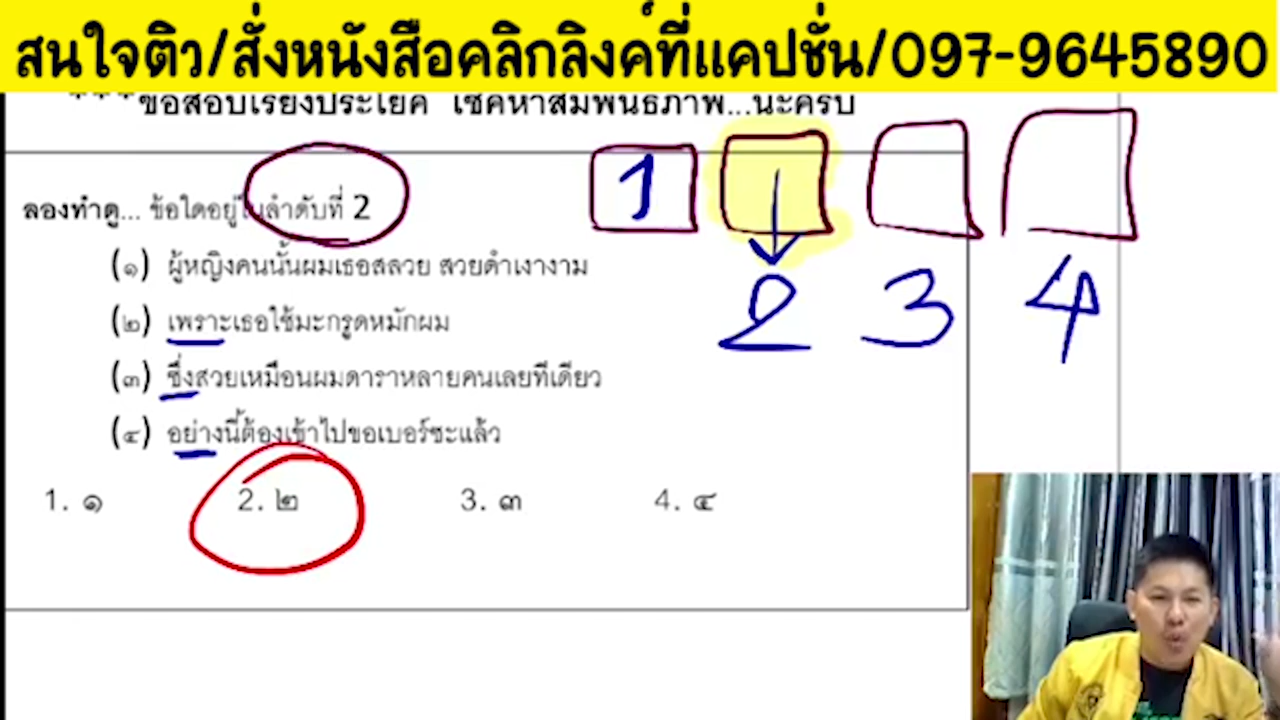 สนใจติว/สั่งหนังสือคลิกลิงค์ที่แคปชั่น/097-9645890
***ข้อสอบเรียงประโยค เช็คหาสัมพันธภาพ...นะครับ
ลองทำดู... ข้อใดอยู่ในลำดับที่ 2
(๑) ผู้หญิงคนนั้นผมเธอสลวย สวยดำเงางาม
(๒) เพราะเธอใช้มะกรูดหมักผม
(๓) ซึ่งสวยเหมือนผมดาราหลายคนเลยทีเดียว
(๔) อย่างนี้ต้องเข้าไปขอเบอร์ซะแล้ว
1. ๑ 2. ๒ 3. ๓ 4. ๔
1
2 3 4